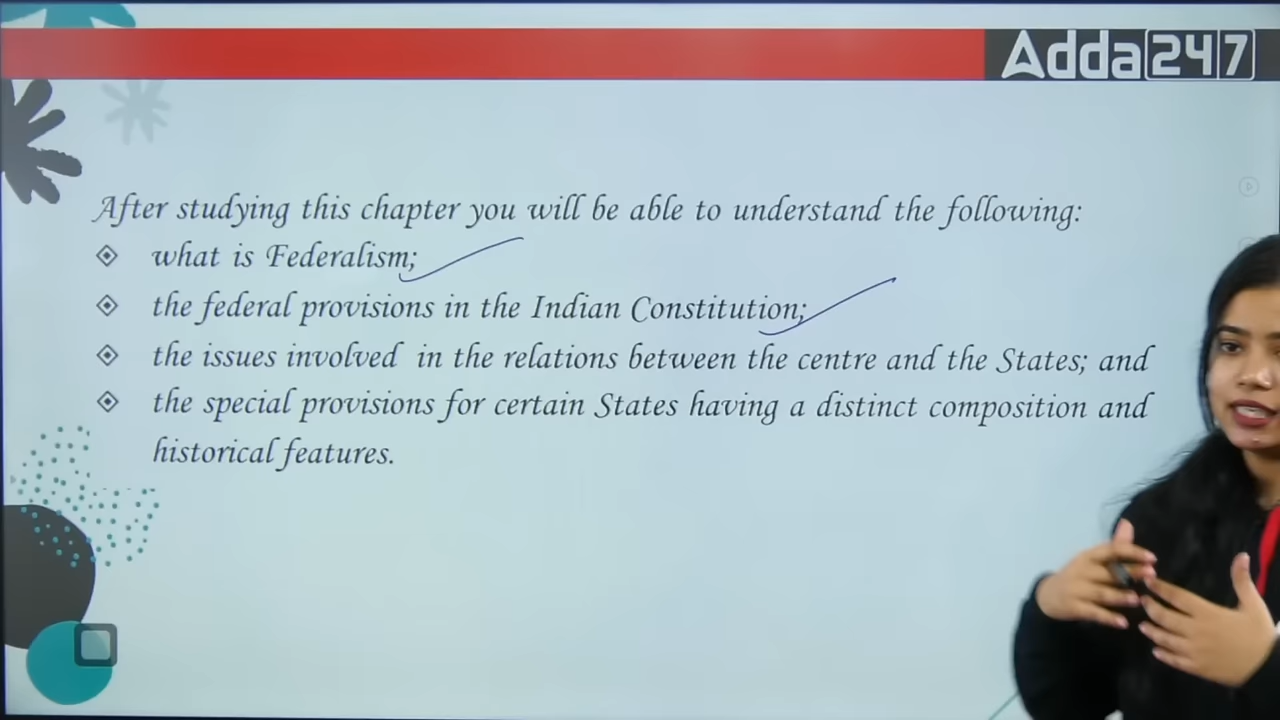 Adda247
After studying this chapter you will be able to understand the following:
what is Federalism;
the federal provisions in the Indian Constitution;
the issues involved in the relations between the centre and the States; and
the special provisions for certain States having a distinct composition and
historical features.